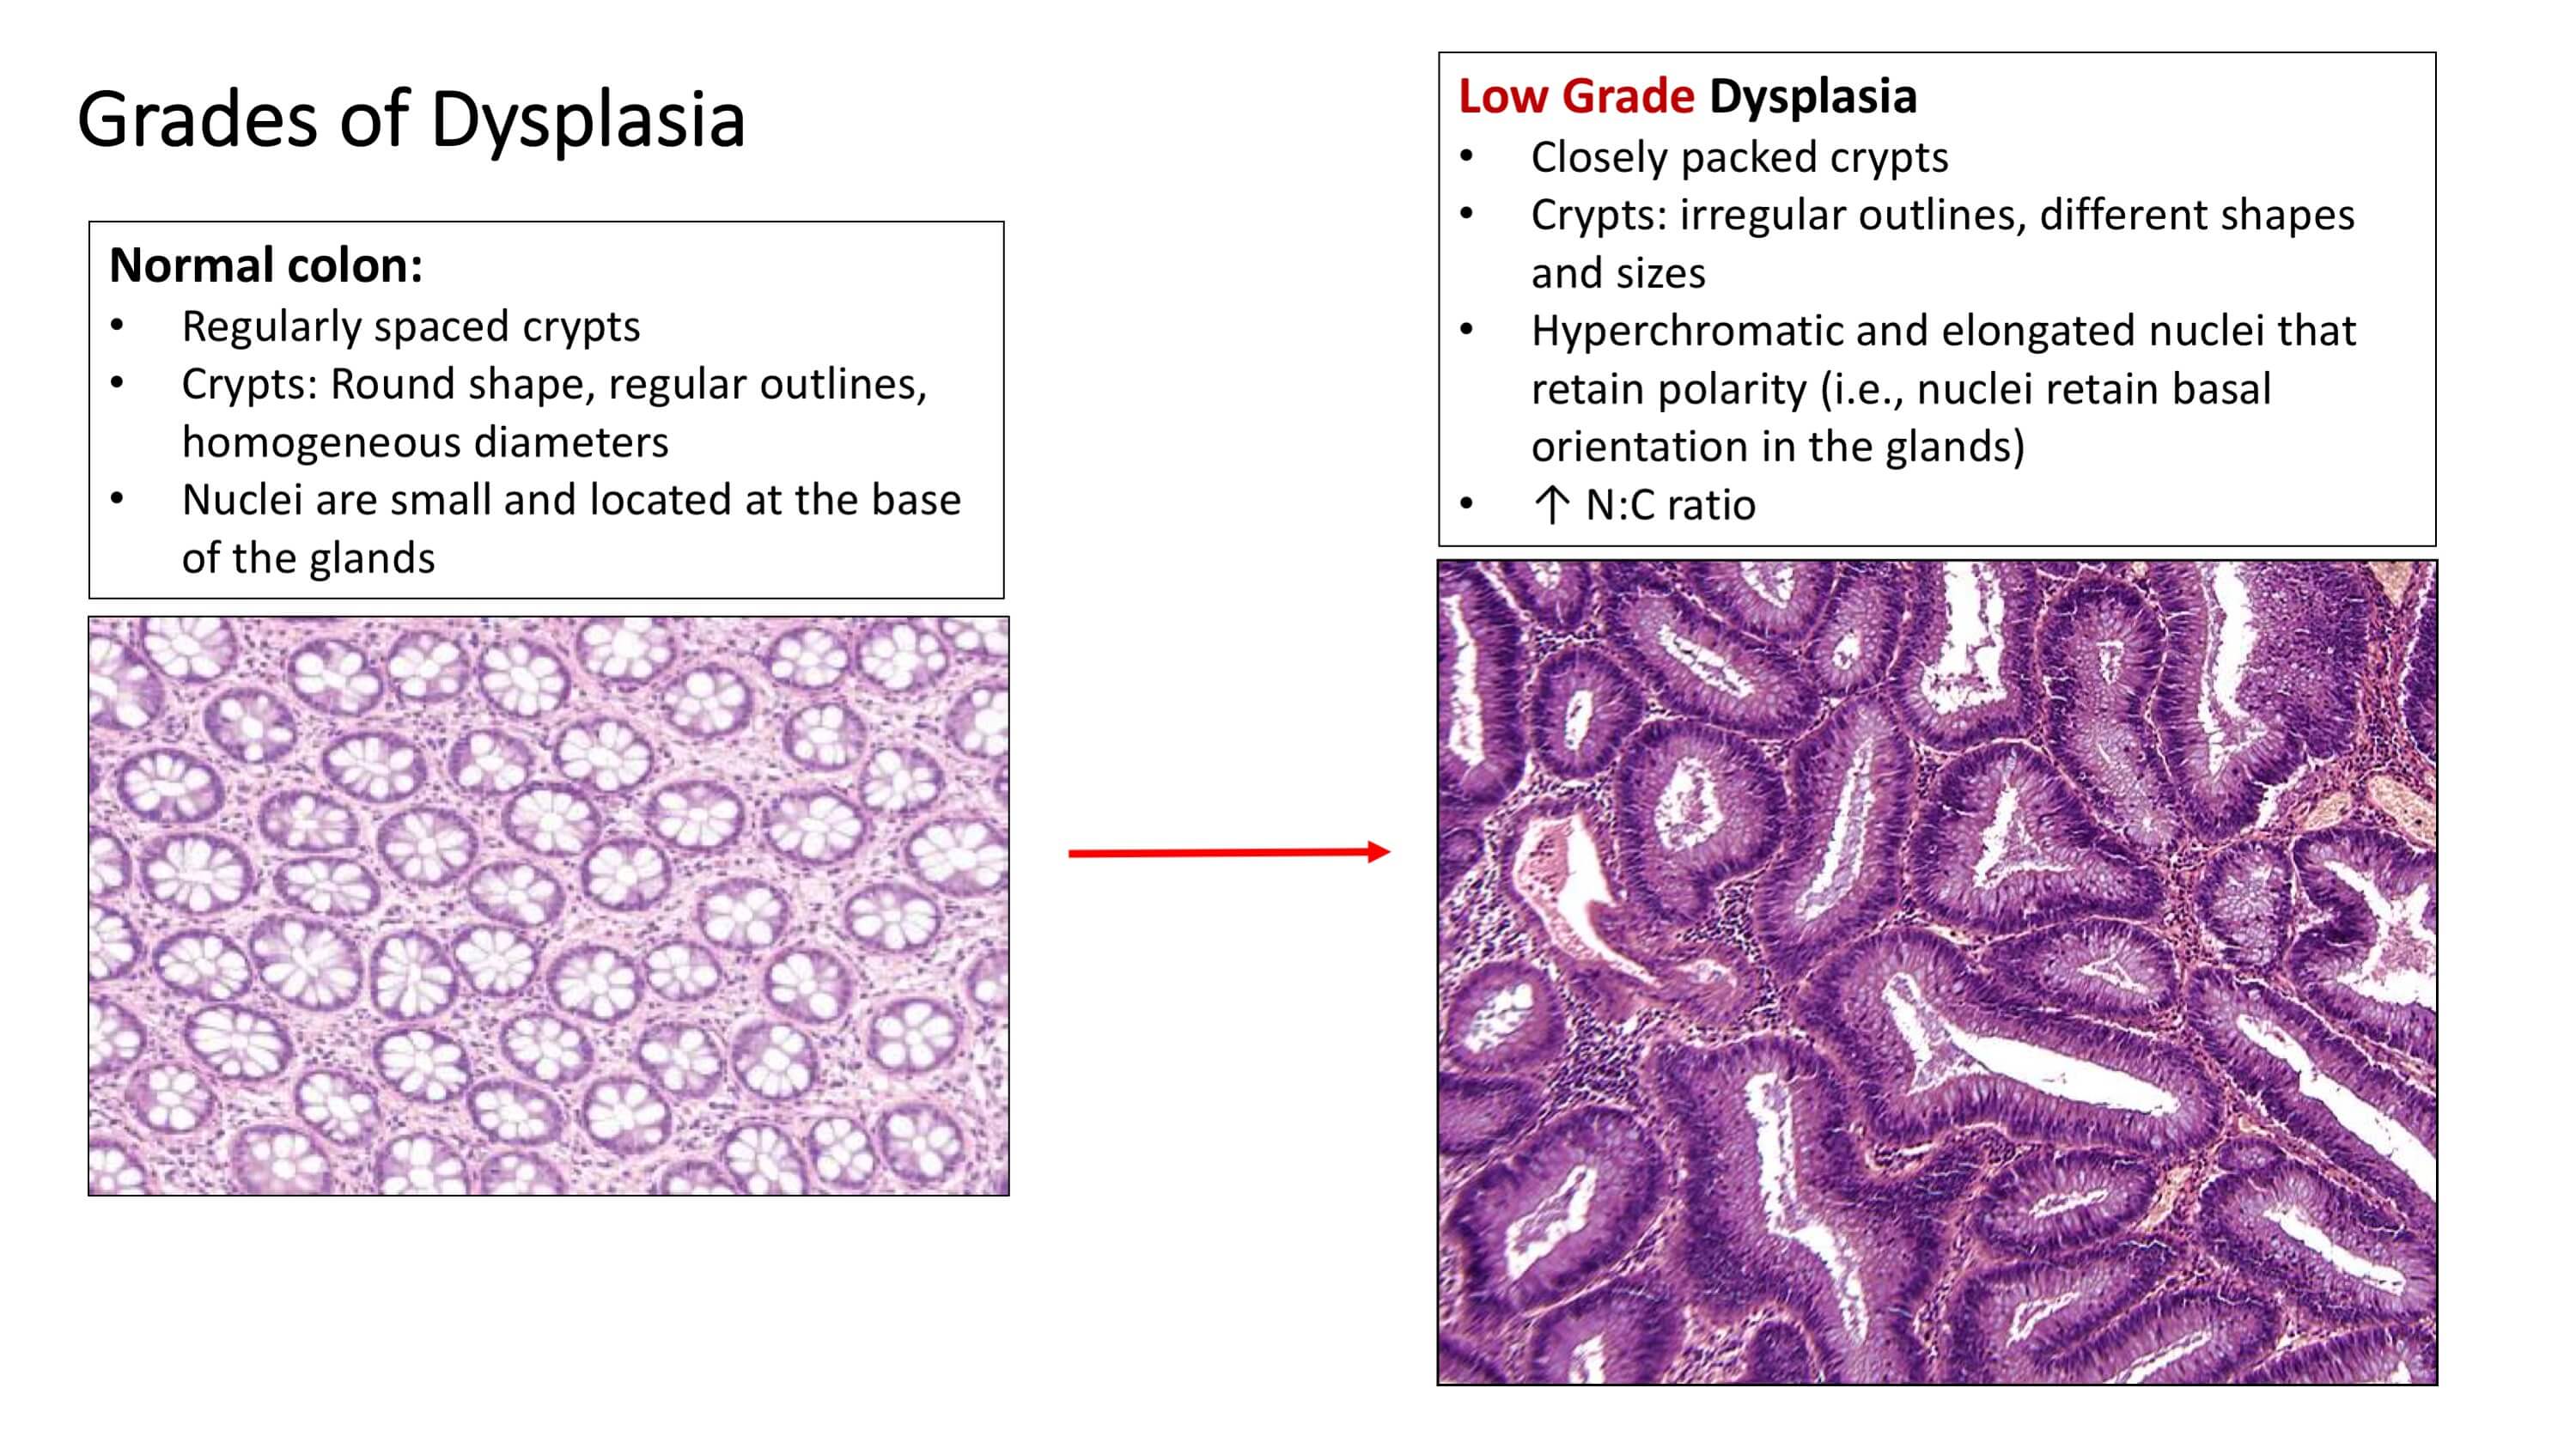 Grades of Dysplasia
Normal colon:
• Regularly spaced crypts
• Crypts: Round shape, regular outlines,
homogeneous diameters
• Nuclei are small and located at the base
of the glands
Low Grade Dysplasia
• Closely packed crypts
• Crypts: irregular outlines, different shapes
and sizes
• Hyperchromatic and elongated nuclei that
retain polarity (i.e., nuclei retain basal
orientation in the glands)
• ↑ N:C ratio